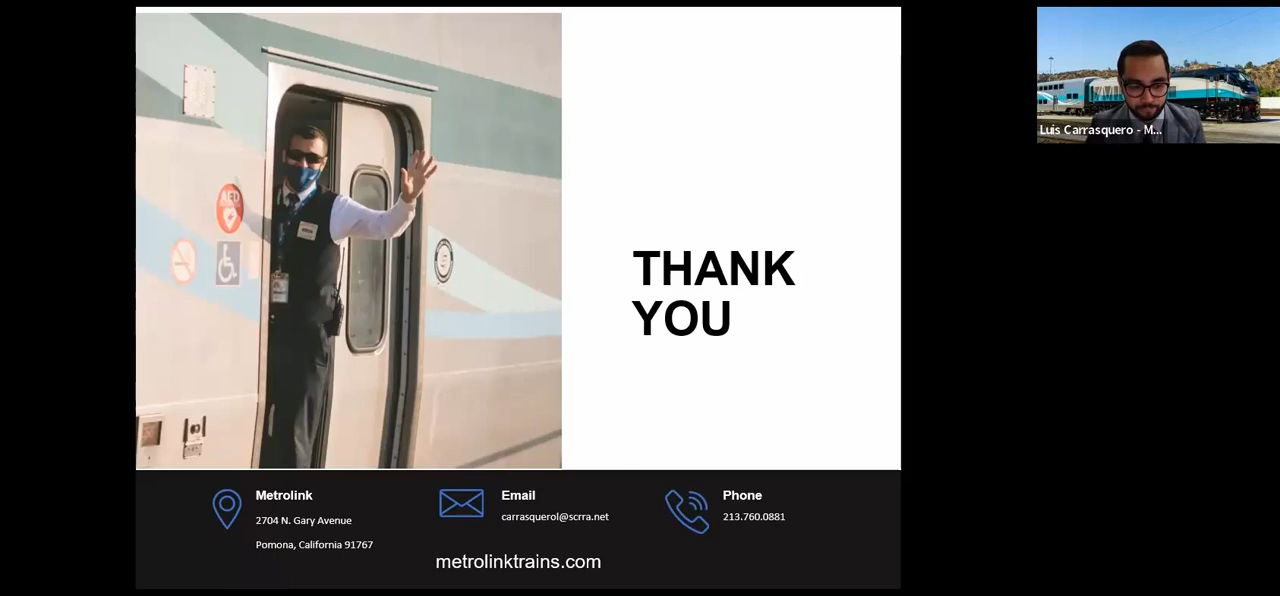 AED
THANK
YOU
Luis Carrasquero - M...
Metrolink
2704 N. Gary Avenue
Pomona, California 91767
Email
carrasquerol@scrra.net
Phone
213.760.0881
metrolinktrains.com